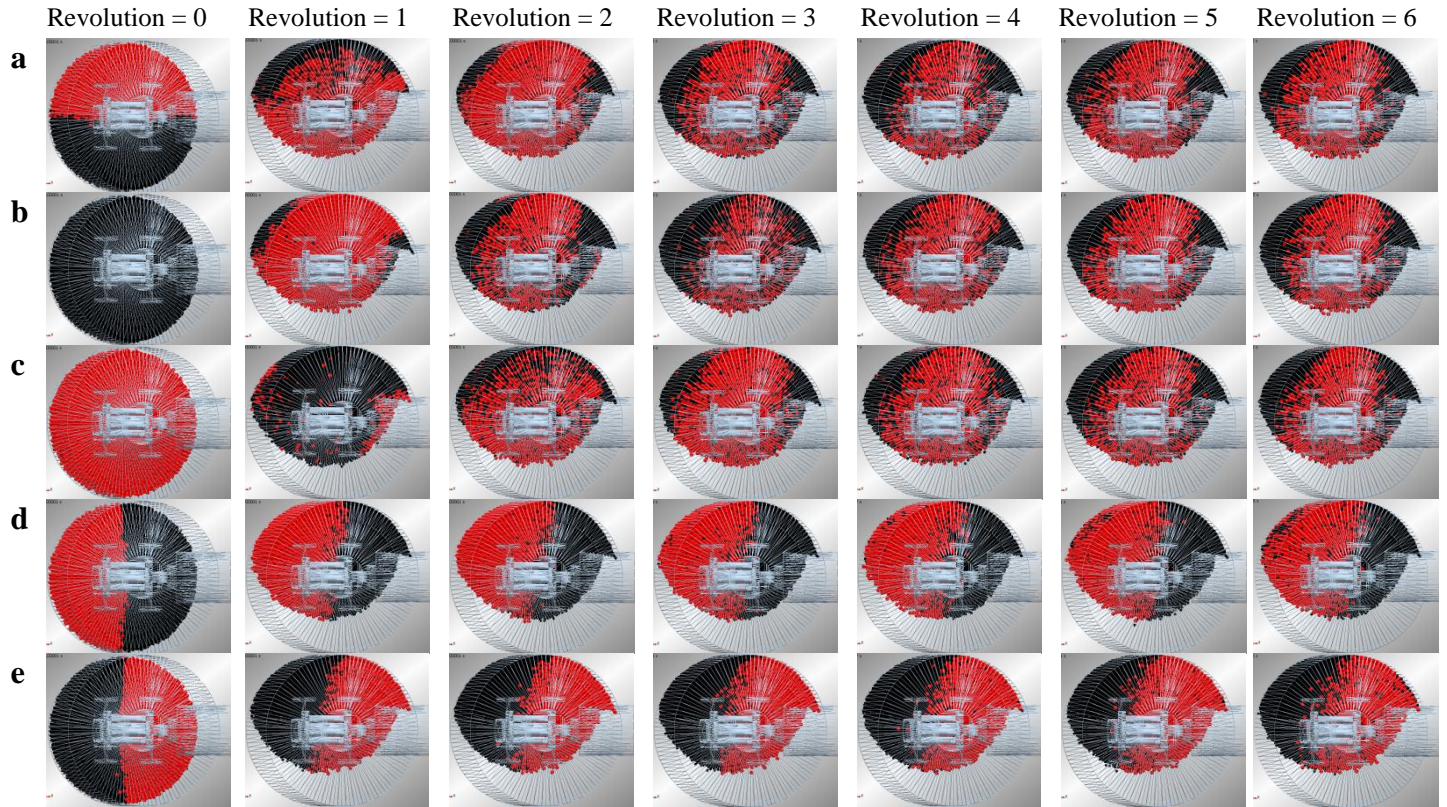 Revolution = 0 Revolution = 1 Revolution = 2 Revolution = 3 Revolution = 4 Revolution = 5 Revolution = 6
a
b
c
d
e